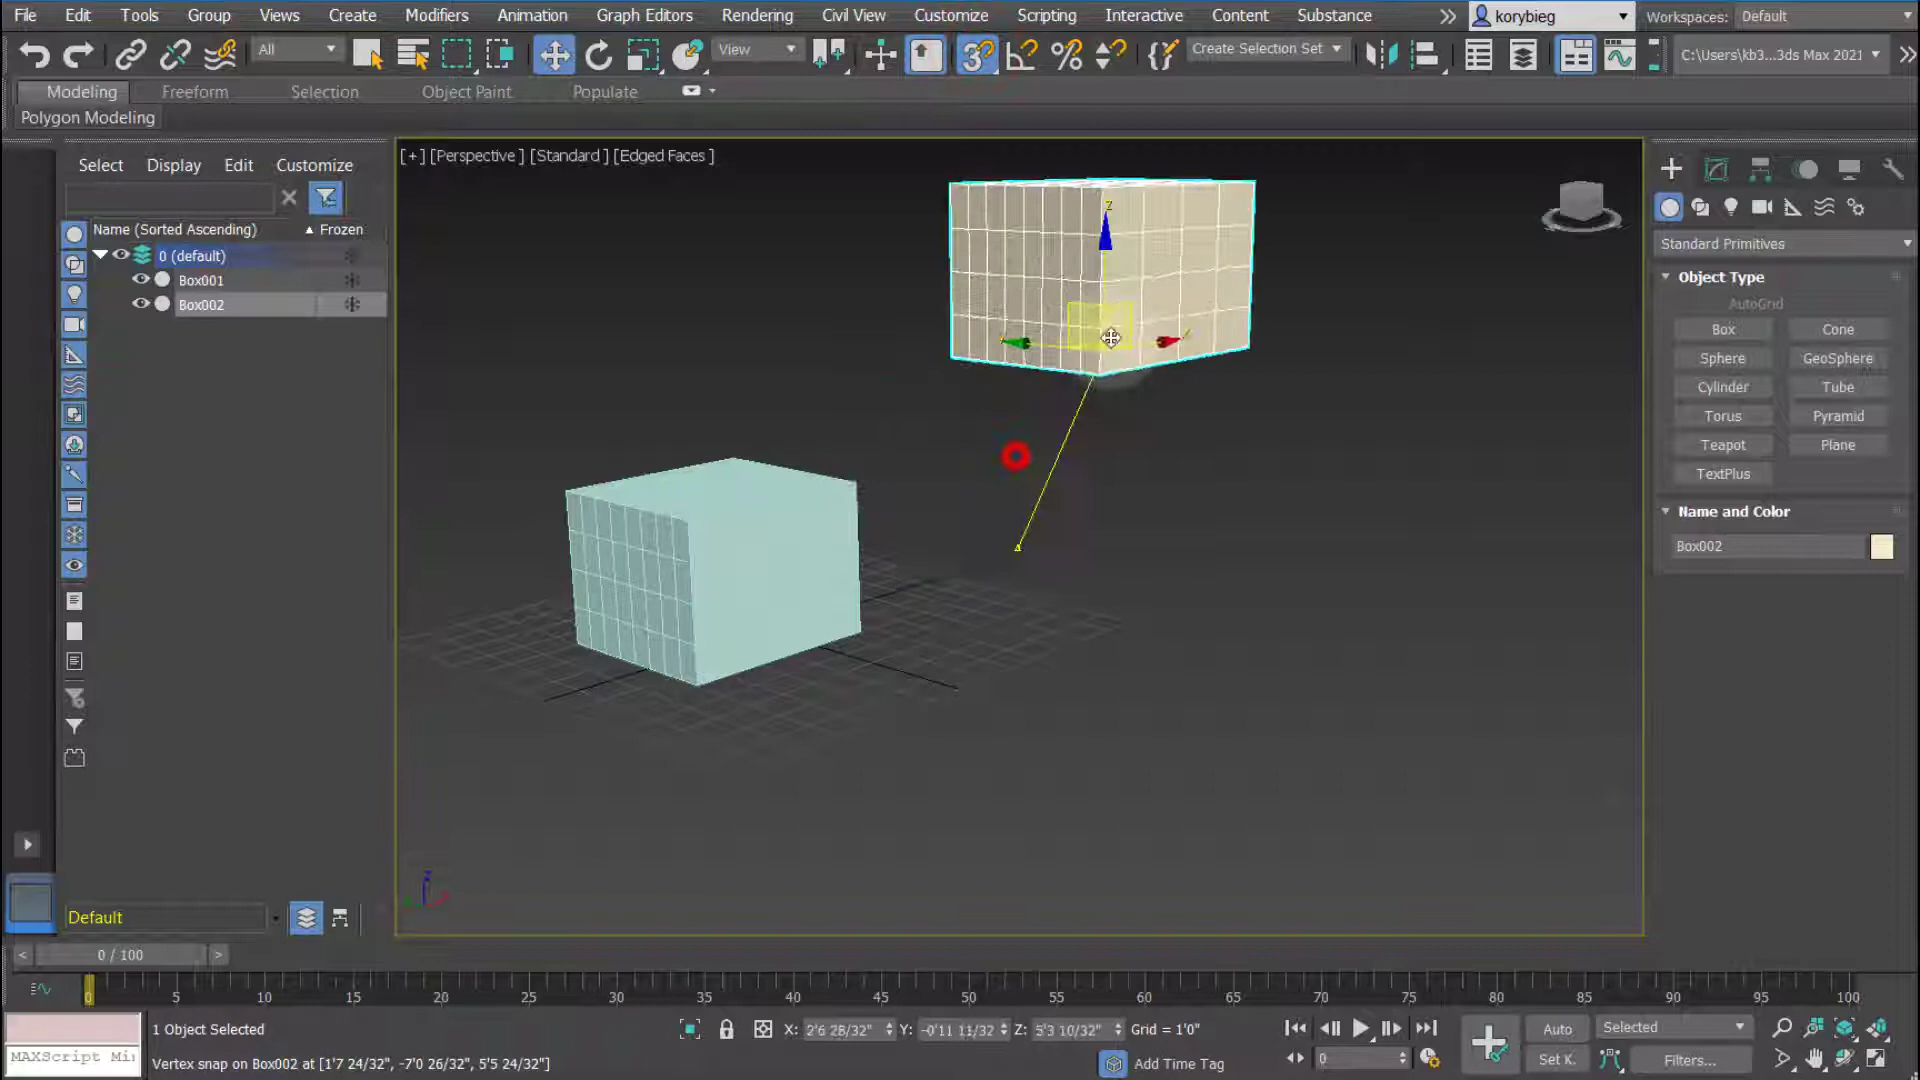 File Edit Tools Group Views Create Modifiers Animation Graph Editors Rendering Civil View Customize Scripting Interactive Content Substance korybieg Workspaces: Default
All View Create Selection Set C:\Users\kb3...3ds Max 2021
Modeling Freeform Selection Object Paint Populate
Polygon Modeling
Select Display Edit Customize
Name (Sorted Ascending) Frozen
0 (default)
Box001
Box002
[+] [Perspective ] [Standard ] [Edged Faces ]
Z
Standard Primitives
Object Type
AutoGrid
Box Cone
Sphere GeoSphere
Cylinder Tube
Torus Pyramid
Teapot Plane
TextPlus
Name and Color
Box002
Default
0 / 100
0 5 10 15 20 25 30 35 40 45 50 55 60 65 70 75 80 85 90 95 100
1 Object Selected X: 2'6 28/32" Y: -0'11 11/32 Z: 5'3 10/32" Grid = 1'0" Auto Selected
MAXScript Mi
Vertex snap on Box002 at [1'7 24/32", -7'0 26/32", 5'5 24/32"] Add Time Tag 0 Set K. Filters...